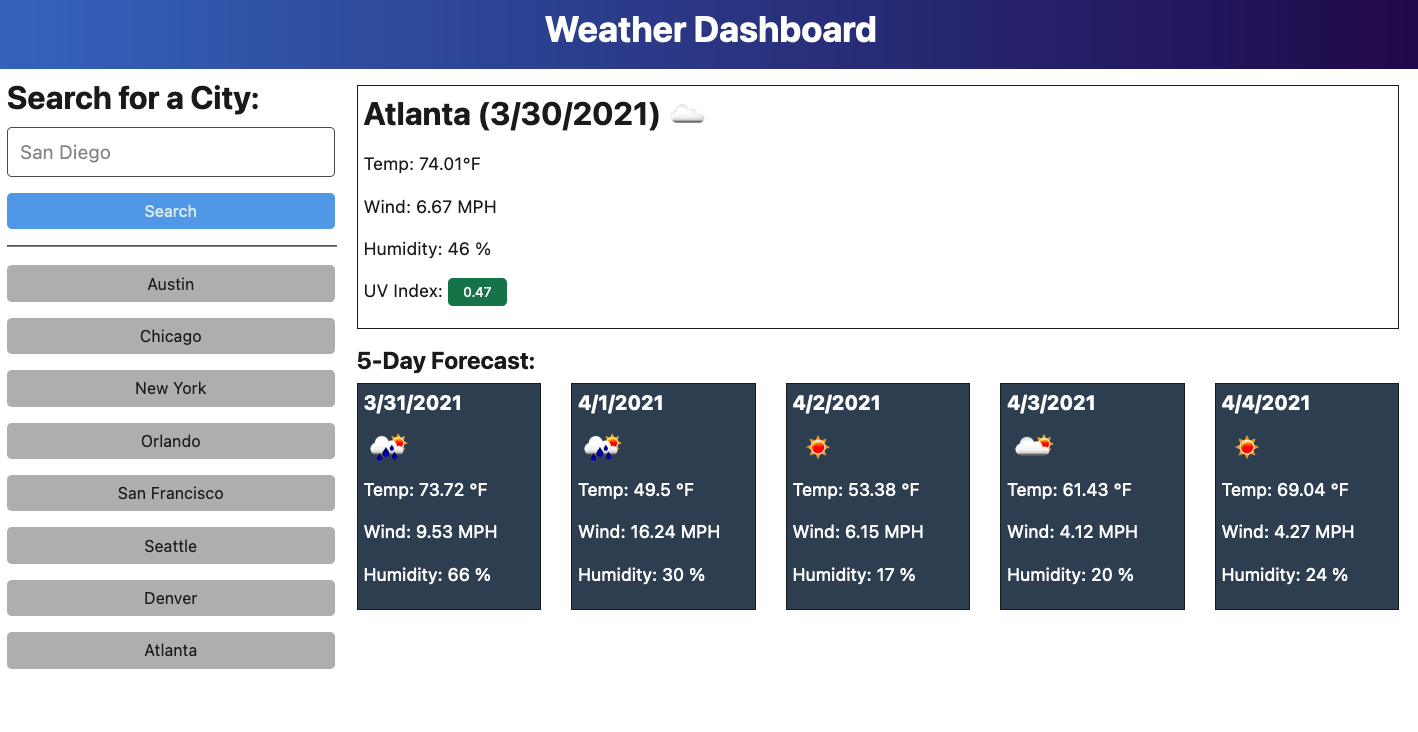 Weather Dashboard
Search for a City:
San Diego
Search
Austin
Chicago
New York
Orlando
San Francisco
Seattle
Denver
Atlanta
Atlanta (3/30/2021)
Temp: 74.01°F
Wind: 6.67 MPH
Humidity: 46 %
UV Index: 0.47
5-Day Forecast:
3/31/2021
Temp: 73.72 °F
Wind: 9.53 MPH
Humidity: 66 %
4/1/2021
Temp: 49.5 °F
Wind: 16.24 MPH
Humidity: 30 %
4/2/2021
Temp: 53.38 °F
Wind: 6.15 MPH
Humidity: 17 %
4/3/2021
Temp: 61.43 °F
Wind: 4.12 MPH
Humidity: 20 %
4/4/2021
Temp: 69.04 °F
Wind: 4.27 MPH
Humidity: 24 %